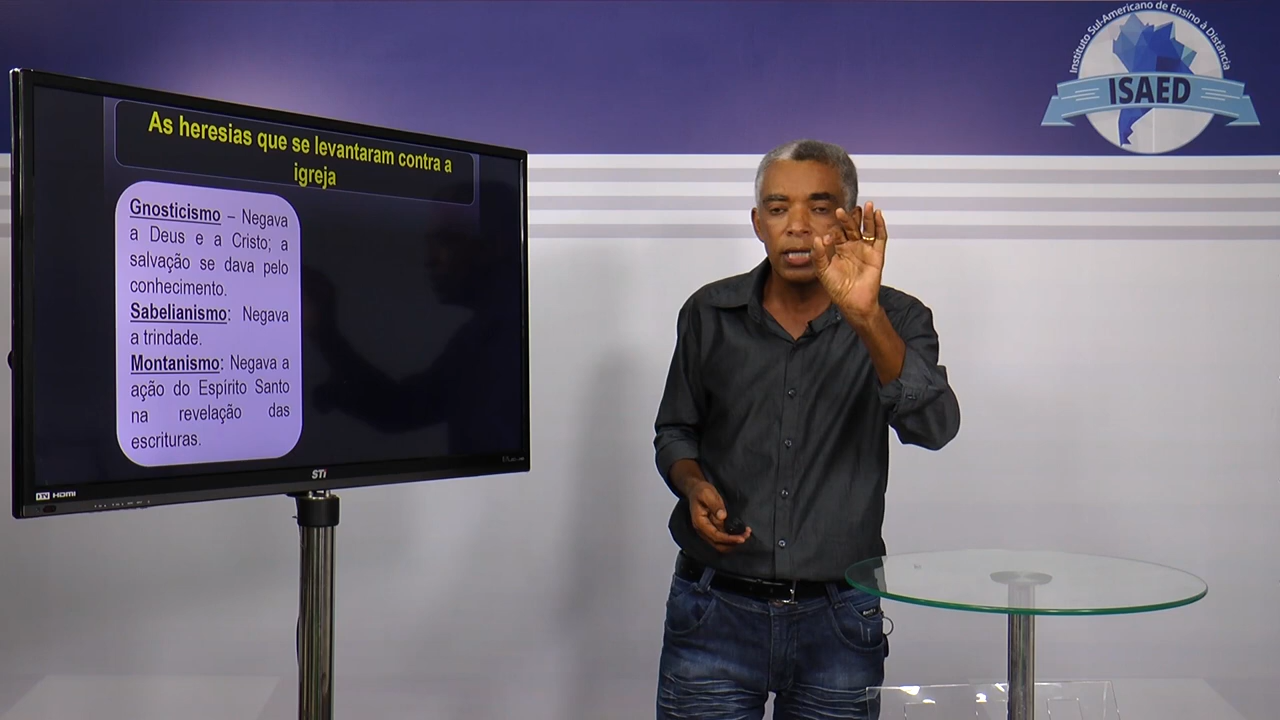 Instituto Sul-Americano de Ensino à Distância
ISAED
As heresias que se levantaram contra a
igreja
Gnosticismo – Negava
a Deus e a Cristo; a
salvação se dava pelo
conhecimento.
Sabelianismo: Negava
a trindade.
Montanismo: Negava a
ação do Espírito Santo
na revelação das
escrituras.
STi
HDMI